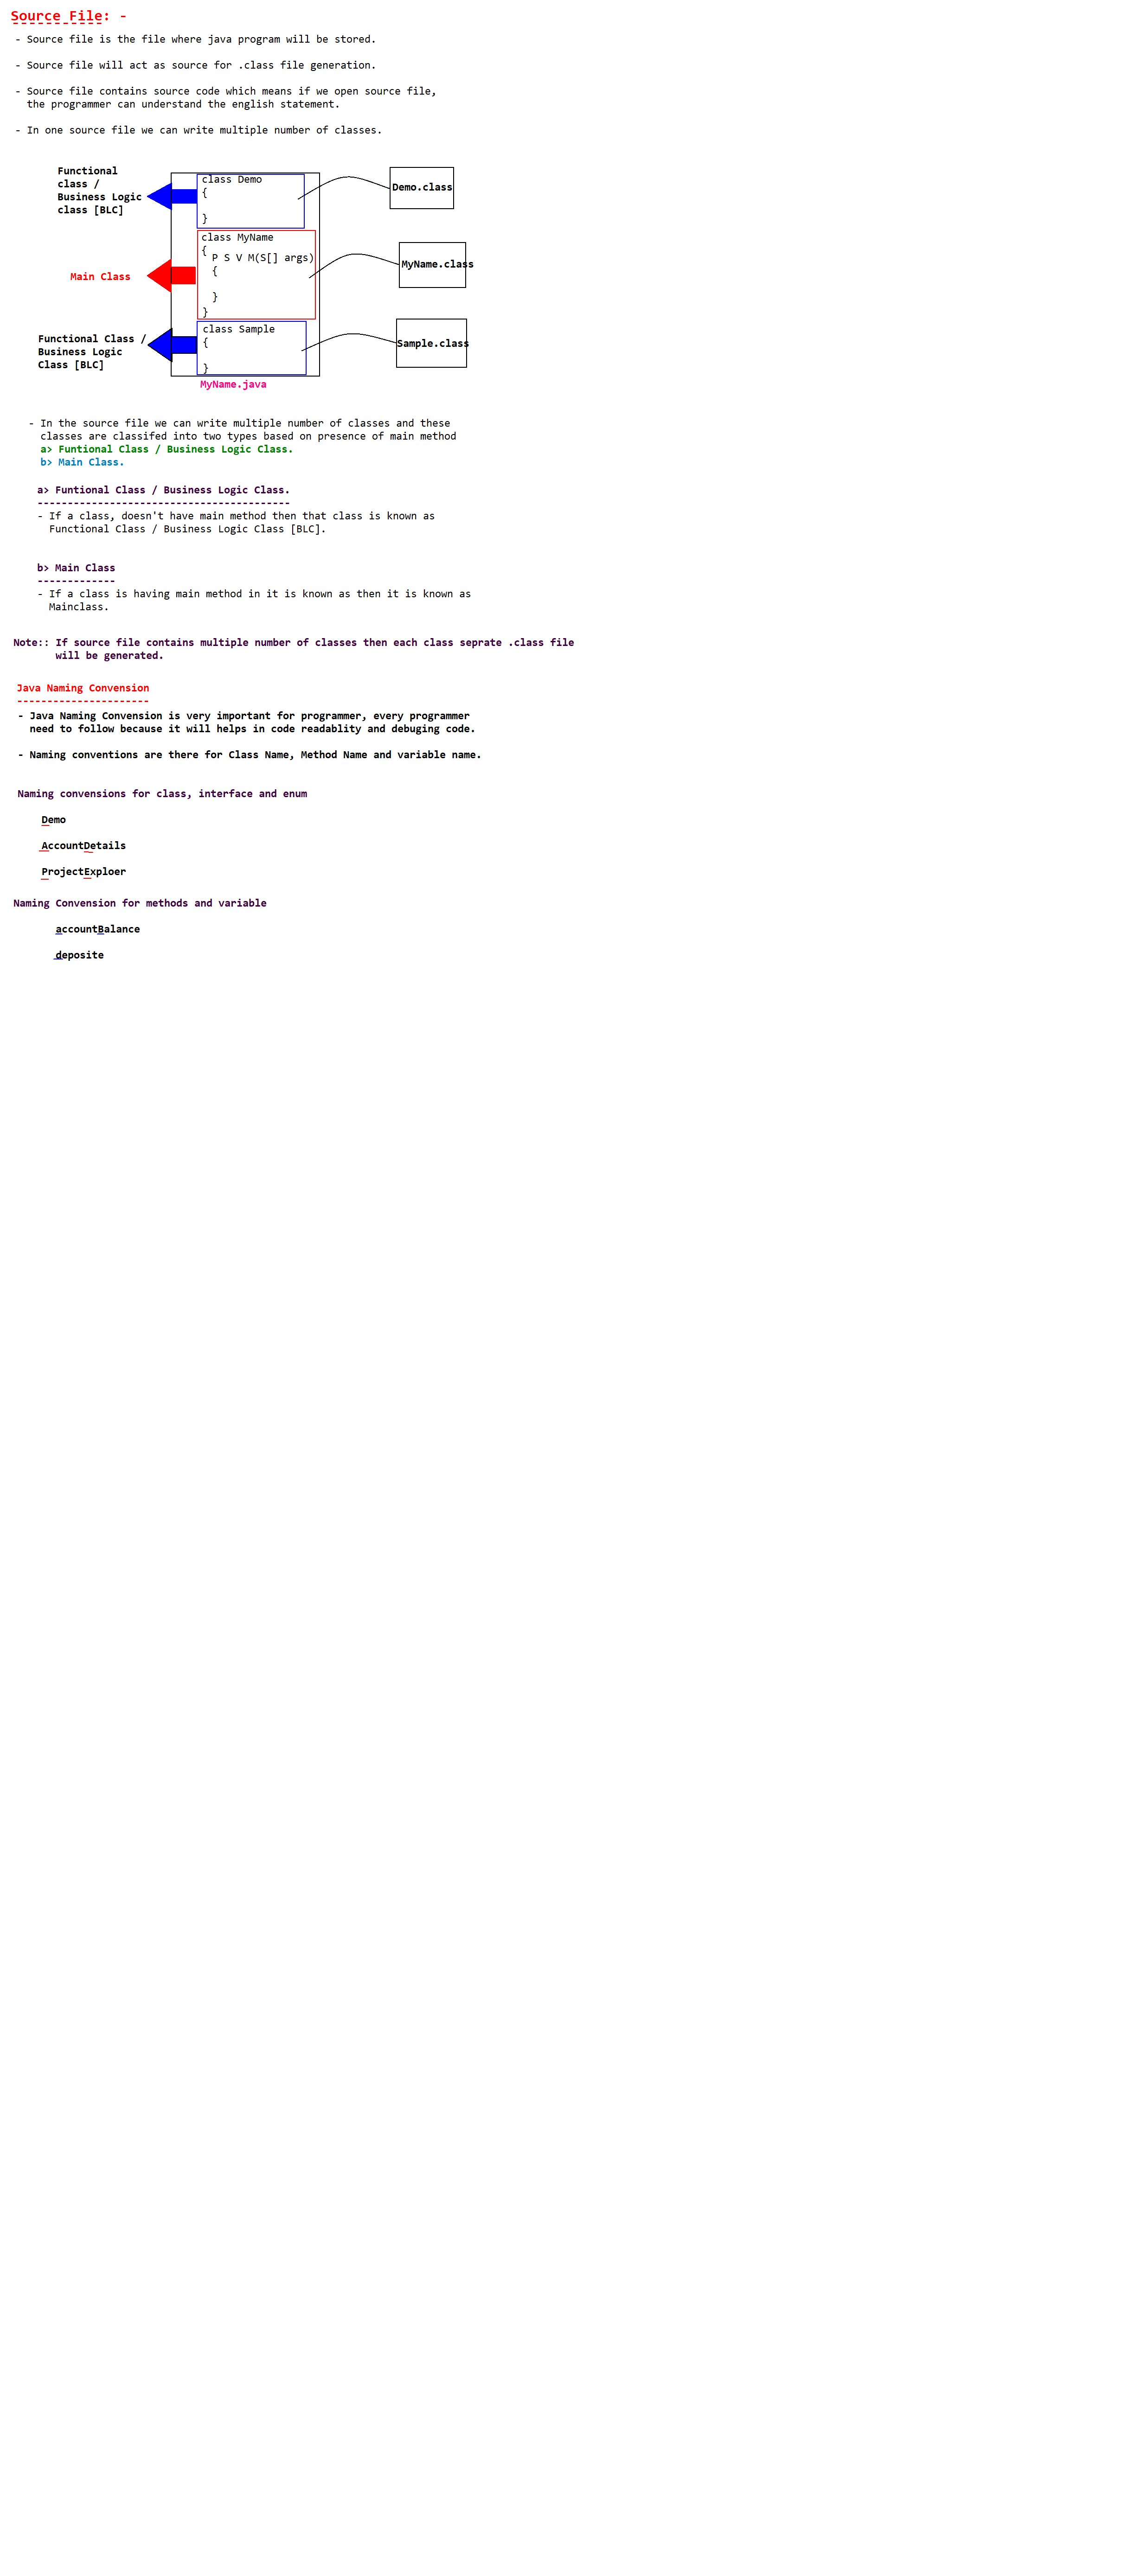 Source File: -
- Source file is the file where java program will be stored.
- Source file will act as source for .class file generation.
- Source file contains source code which means if we open source file,
the programmer can understand the english statement.
- In one source file we can write multiple number of classes.
Functional
class /
Business Logic
class [BLC]
class Demo
{
}
Demo.class
Main Class
class MyName
{
P S V M(S[] args)
{
}
}
MyName.class
Functional Class /
Business Logic
Class [BLC]
class Sample
{
}
Sample.class
MyName.java
- In the source file we can write multiple number of classes and these
classes are classifed into two types based on presence of main method
a> Funtional Class / Business Logic Class.
b> Main Class.
a> Funtional Class / Business Logic Class.
------------------------------------------
- If a class, doesn't have main method then that class is known as
Functional Class / Business Logic Class [BLC].
b> Main Class
-------------
- If a class is having main method in it is known as then it is known as
Mainclass.
Note:: If source file contains multiple number of classes then each class seprate .class file
will be generated.
Java Naming Convension
----------------------
- Java Naming Convension is very important for programmer, every programmer
need to follow because it will helps in code readablity and debuging code.
- Naming conventions are there for Class Name, Method Name and variable name.
Naming convensions for class, interface and enum
Demo
AccountDetails
ProjectExploer
Naming Convension for methods and variable
accountBalance
deposite